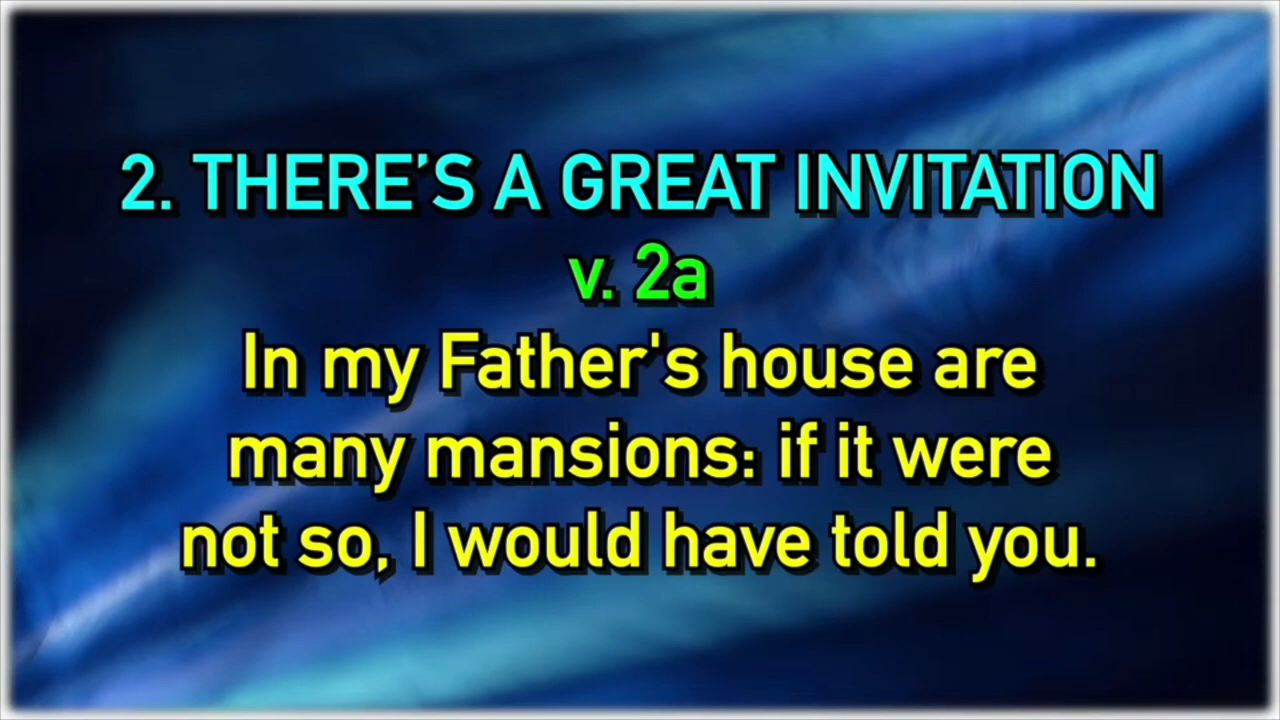 2. THERE’S A GREAT INVITATION
v. 2a
In my Father's house are
many mansions: if it were
not so, I would have told you.